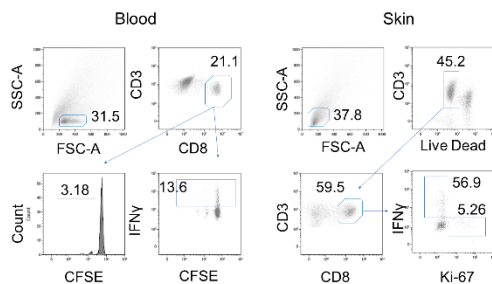 Blood
Skin
SSC-A
31.5
FSC-A
CD3
21.1
CD8
SSC-A
37.8
FSC-A
CD3
45.2
Live Dead
Count
3.18
CFSE
IFNγ
13.6
CFSE
CD3
59.5
CD8
IFNγ
56.9
5.26
Ki-67